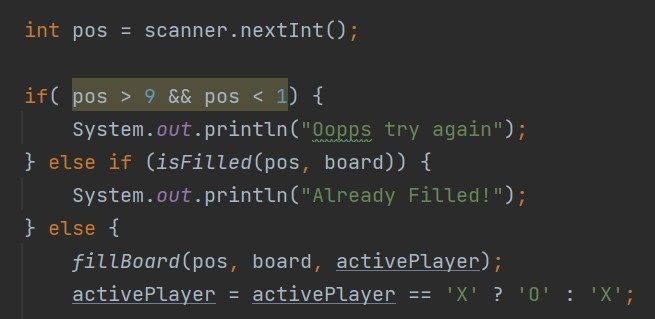 int pos = scanner.nextInt();
if( pos > 9 && pos < 1) {
System.out.println("Oopps try again");
} else if (isFilled(pos, board)) {
System.out.println("Already Filled!");
} else {
fillBoard(pos, board, activePlayer);
activePlayer = activePlayer == 'X' ? 'O' : 'X';